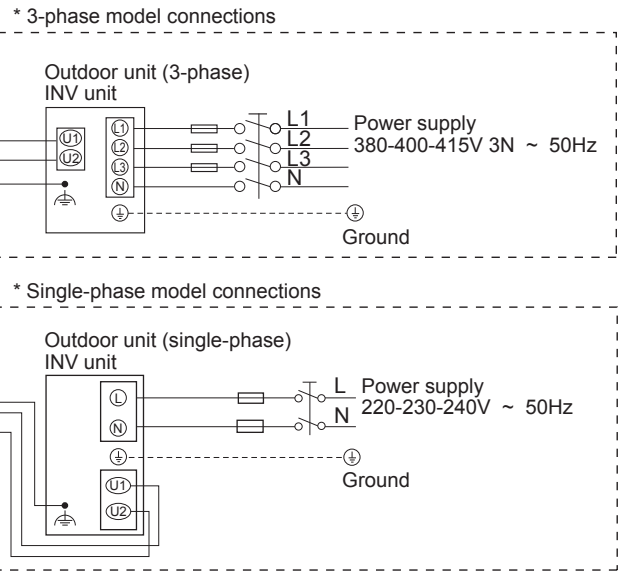 * 3-phase model connections
Outdoor unit (3-phase)
INV unit
U1
U2
L1
L2
L3
N
L1
L2
L3
N
Power supply
380-400-415V 3N ~ 50Hz
Ground
* Single-phase model connections
Outdoor unit (single-phase)
INV unit
L
N
L
N
Power supply
220-230-240V ~ 50Hz
Ground
U1
U2